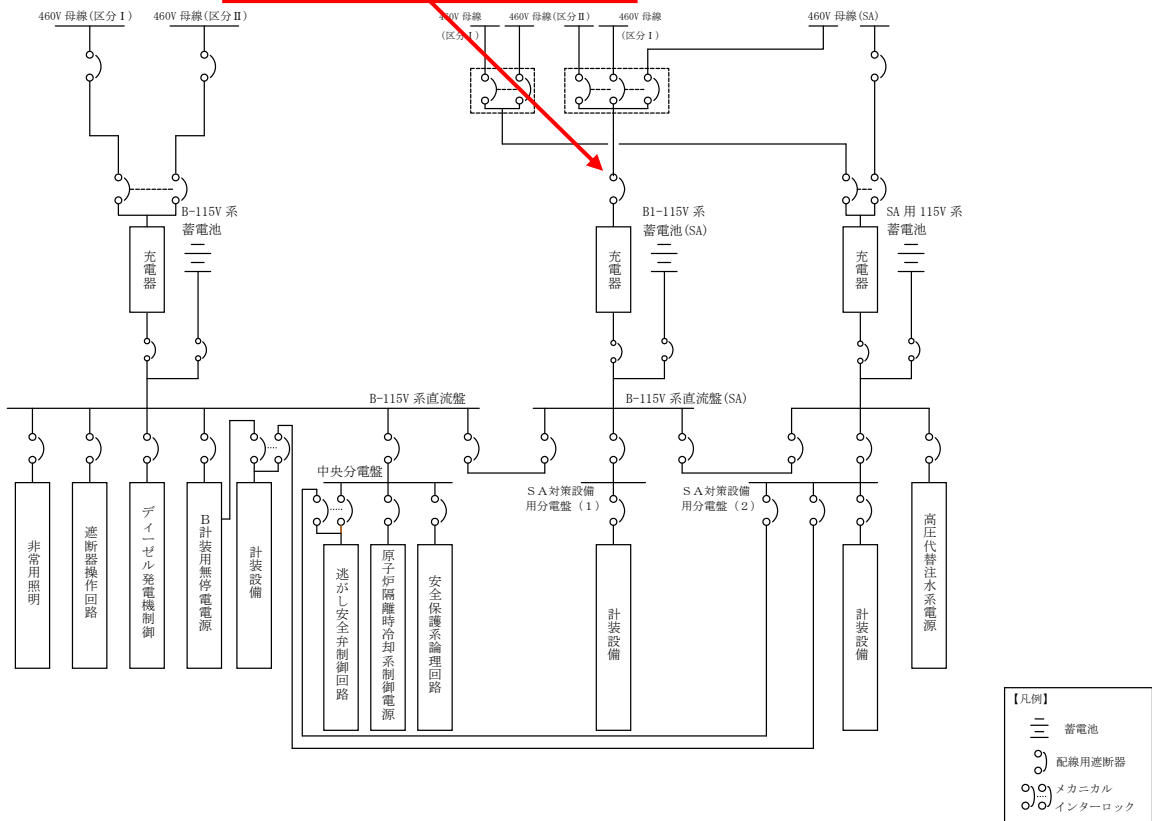 460V 母線(区分Ⅰ)
460V 母線(区分Ⅱ)
460V 母線
(区分Ⅰ)
460V 母線(区分Ⅱ)
460V 母線
(区分Ⅰ)
460V 母線(SA)
B-115V 系
蓄電池
充電器
B1-115V 系
蓄電池(SA)
充電器
SA 用 115V 系
蓄電池
充電器
B-115V 系直流盤
B-115V 系直流盤(SA)
中央分電盤
SA対策設備
用分電盤(1)
SA対策設備
用分電盤(2)
非常用照明
遮断器操作回路
ディーゼル発電機制御
B計装用無停電電源
計装設備
逃がし安全弁制御回路
原子炉隔離時冷却系制御電源
安全保護系論理回路
計装設備
計装設備
高圧代替注水系電源
【凡例】
蓄電池
配線用遮断器
メカニカル
インターロック